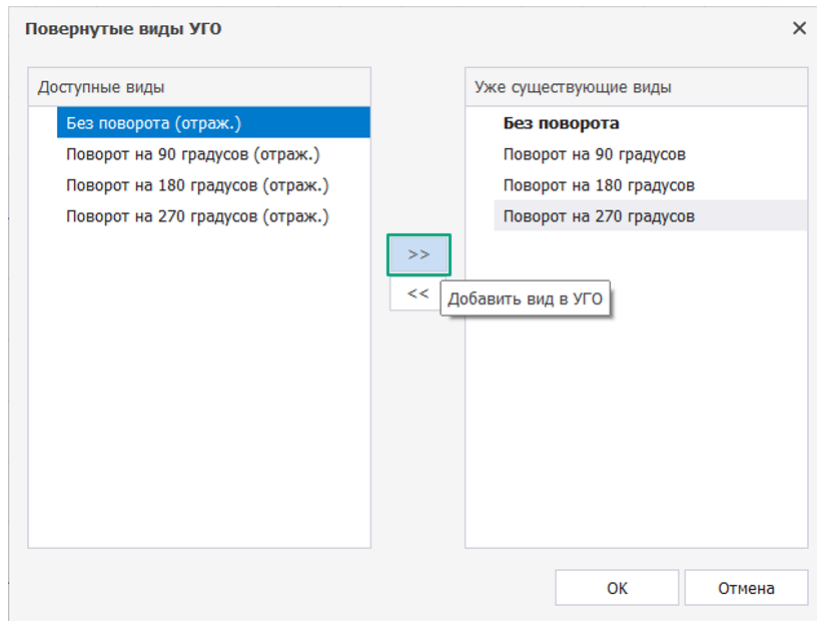 Повернутые виды УГО
Доступные виды
Без поворота (отраж.)
Поворот на 90 градусов (отраж.)
Поворот на 180 градусов (отраж.)
Поворот на 270 градусов (отраж.)
>>
<<
Добавить вид в УГО
Уже существующие виды
Без поворота
Поворот на 90 градусов
Поворот на 180 градусов
Поворот на 270 градусов
ОК
Отмена